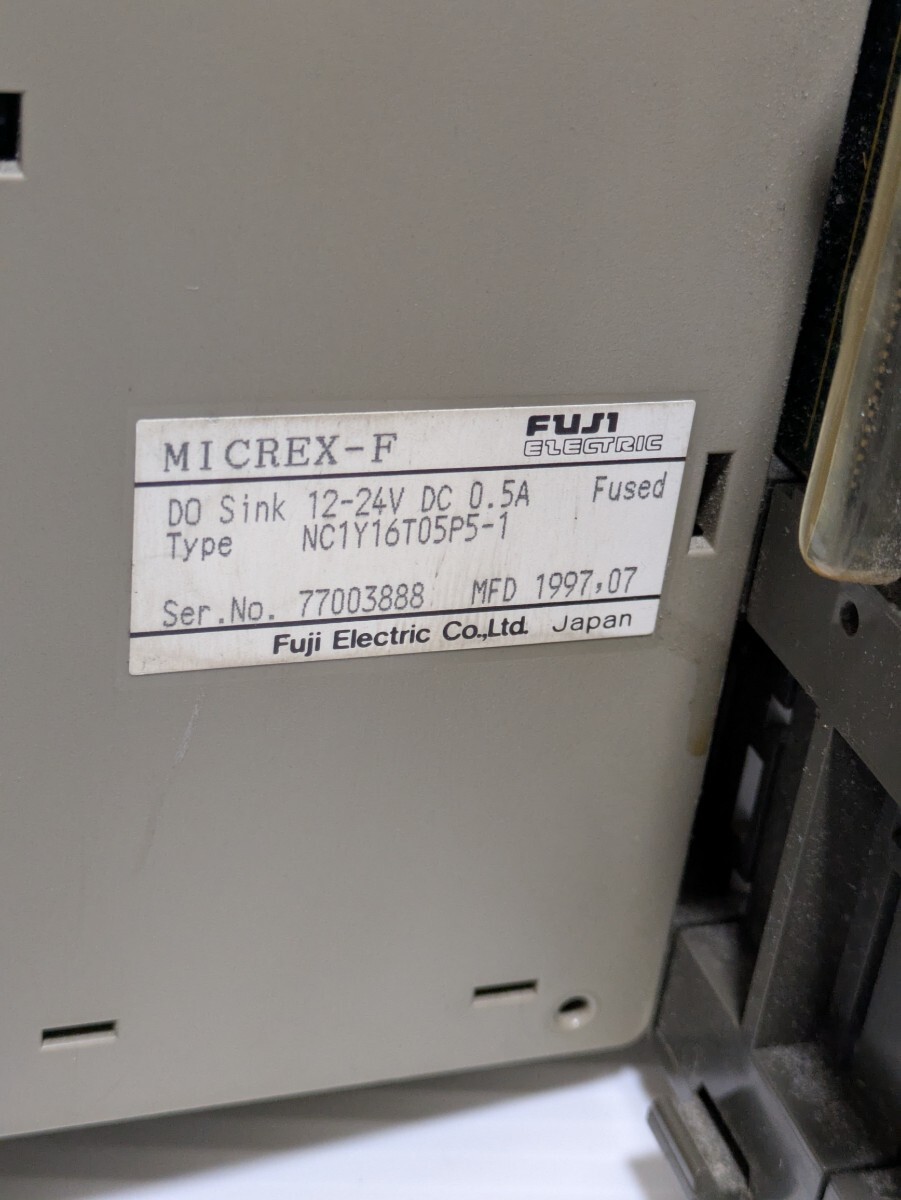 MICREX-F
FUJI
ELECTRIC
DO Sink 12-24V DC 0.5A Fused
Type NC1Y16T05P5-1
Ser.No. 77003888 MFD 1997,07
Fuji Electric Co.,Ltd. Japan